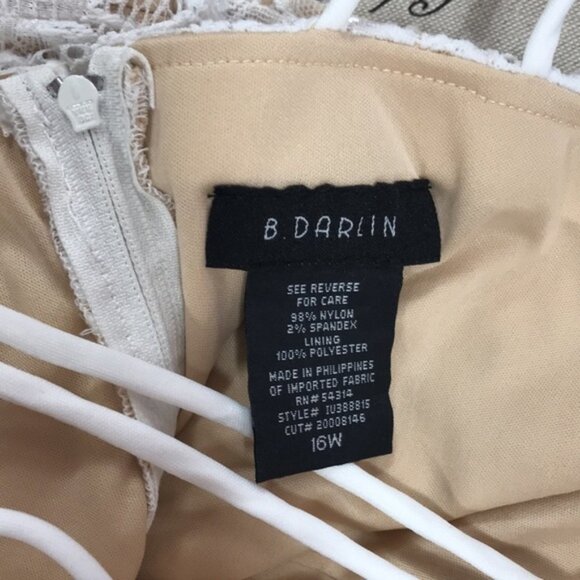 B. DARLIN
SEE REVERSE
FOR CARE
98% NYLON
2% SPANDEX
LINING
100% POLYESTER
MADE IN PHILIPPINES
OF IMPORTED FABRIC
RN# 54314
STYLE# IU388815
CUT# 20008146
16W